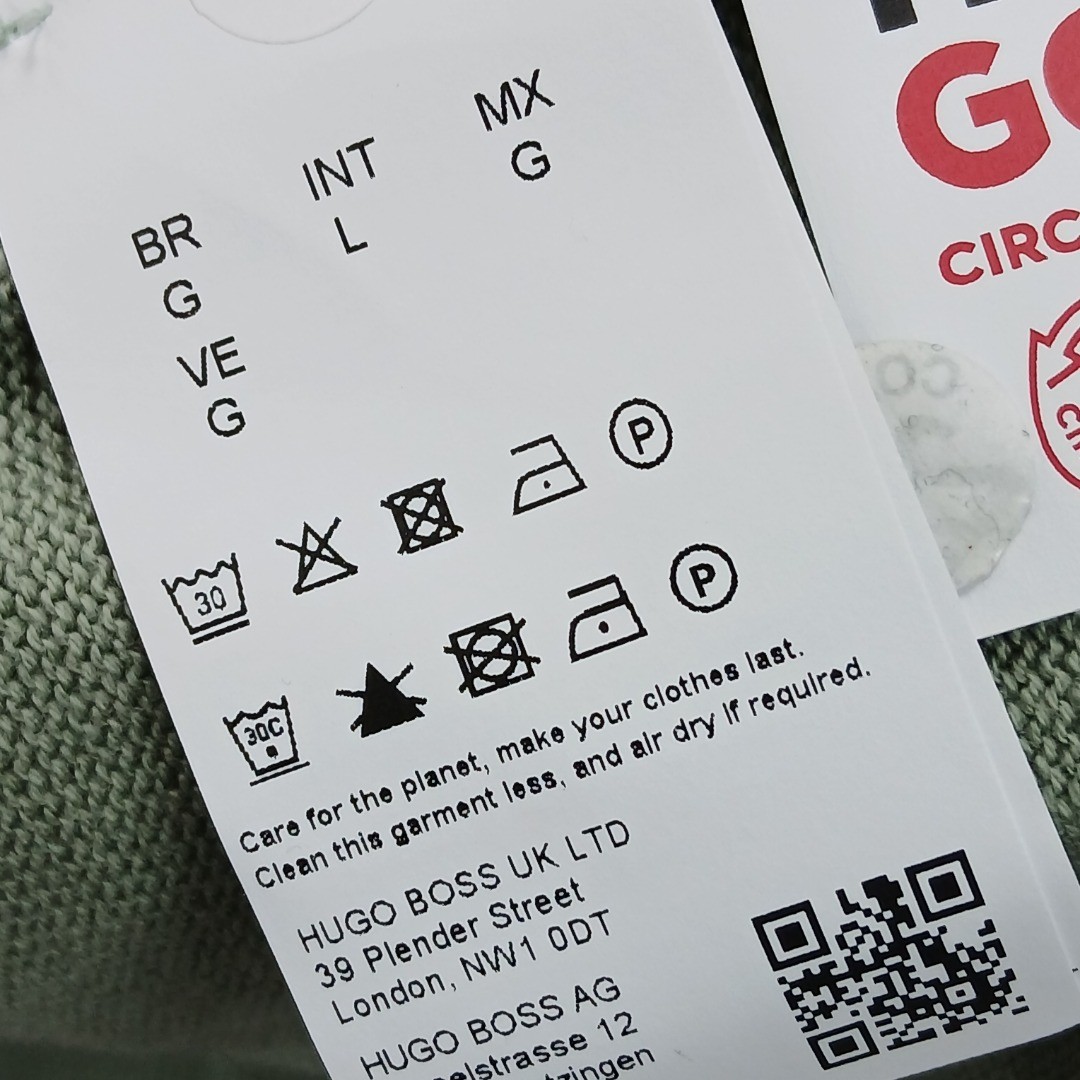 BR INT MX
G L G
VE
G
30 P
30C P
Care for the planet, make your clothes last.
Clean this garment less, and air dry if required.
HUGO BOSS UK LTD
39 Plender Street
London, NW1 0DT
HUGO BOSS AG
12
G
CIRC